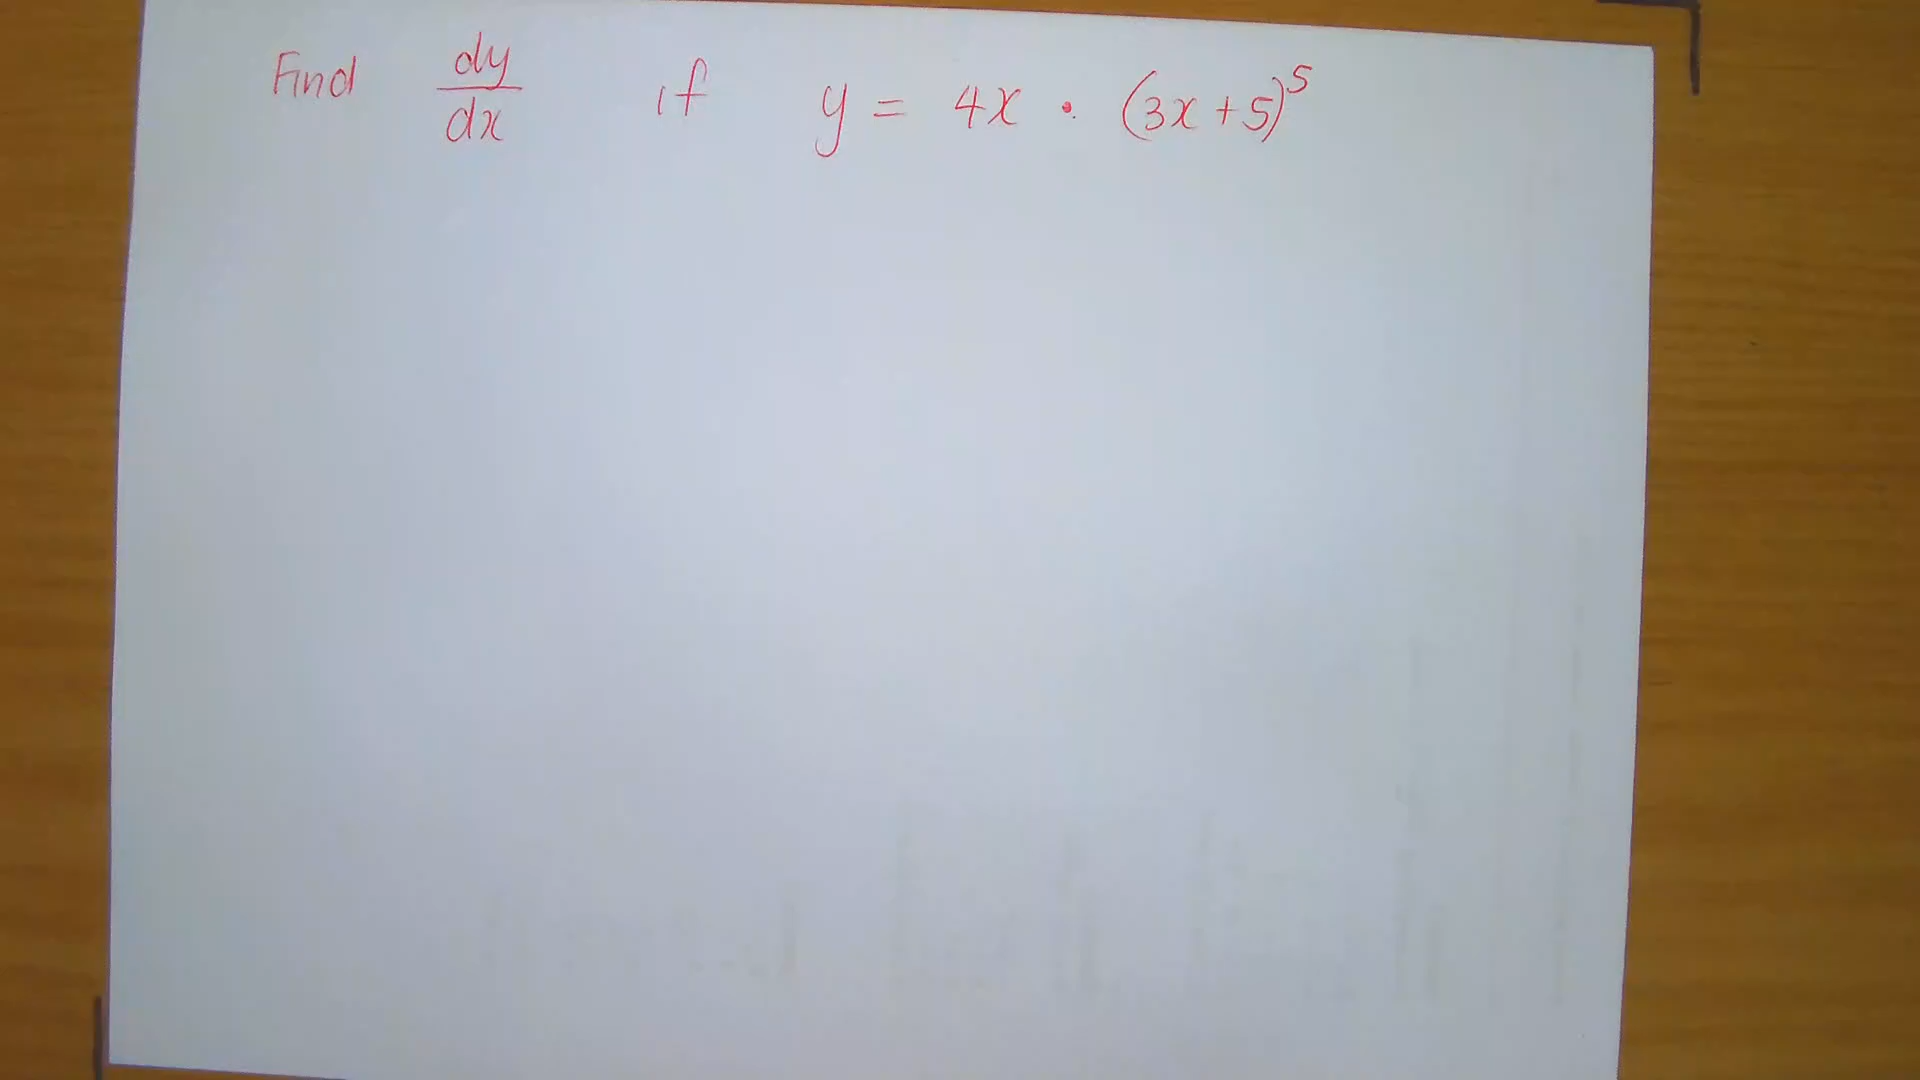 Find dy/dx if y = 4x · (3x + 5)^5